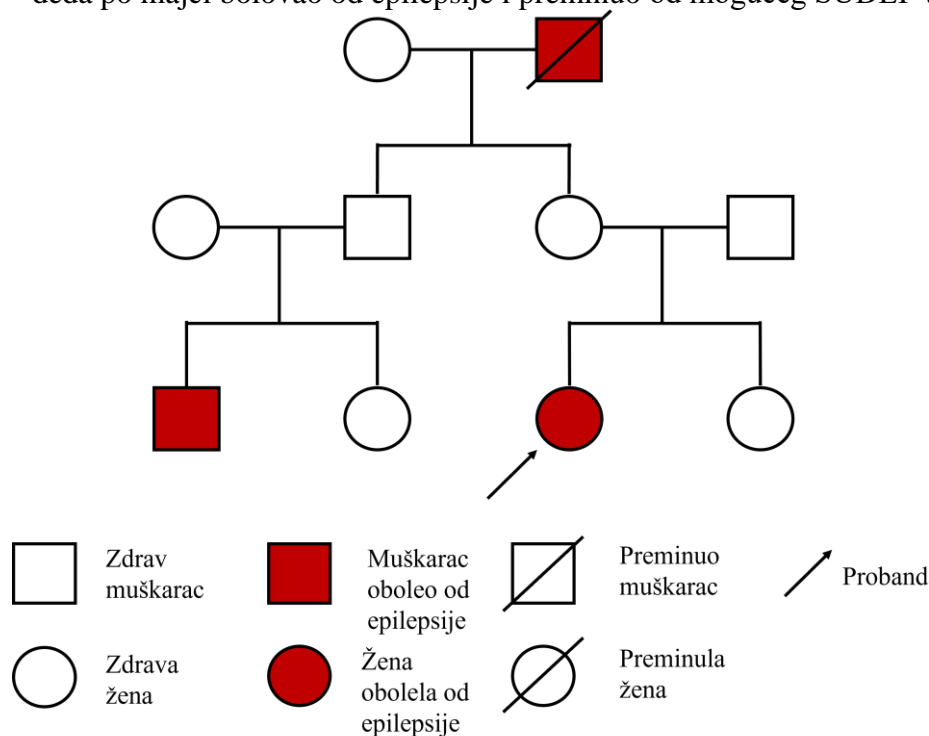 deda po majci bolovao od epilepsije i preminuo od mogućeg SUDEP-a
Zdrav
muškarac
Muškarac
oboleo od
epilepsije
Preminuo
muškarac
Proband
Zdrava
žena
Žena
obolela od
epilepsije
Preminula
žena